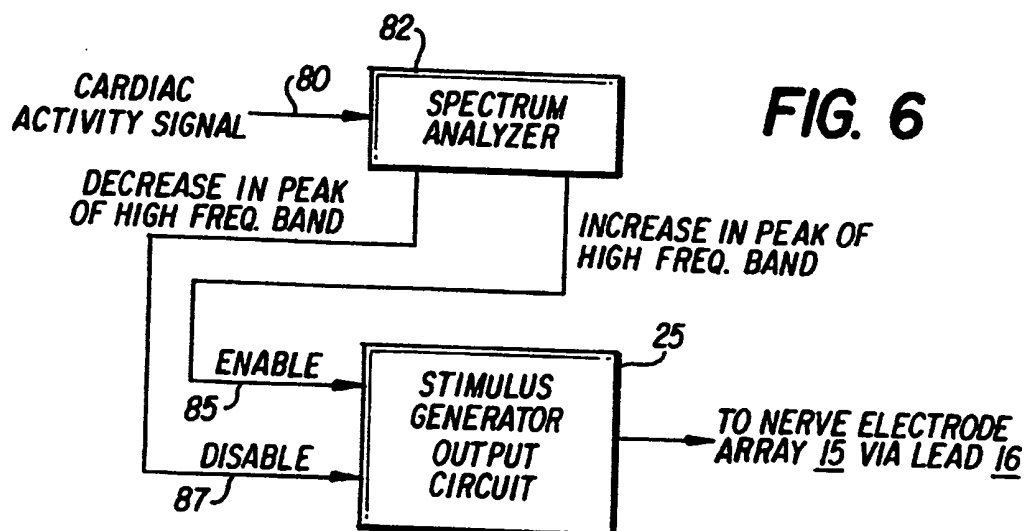 82
CARDIAC
ACTIVITY SIGNAL
80
SPECTRUM
ANALYZER
FIG. 6
DECREASE IN PEAK
OF HIGH FREQ. BAND
INCREASE IN PEAK OF
HIGH FREQ. BAND
25
ENABLE
85
STIMULUS
GENERATOR
OUTPUT
CIRCUIT
DISABLE
87
TO NERVE ELECTRODE
ARRAY 15 VIA LEAD 16